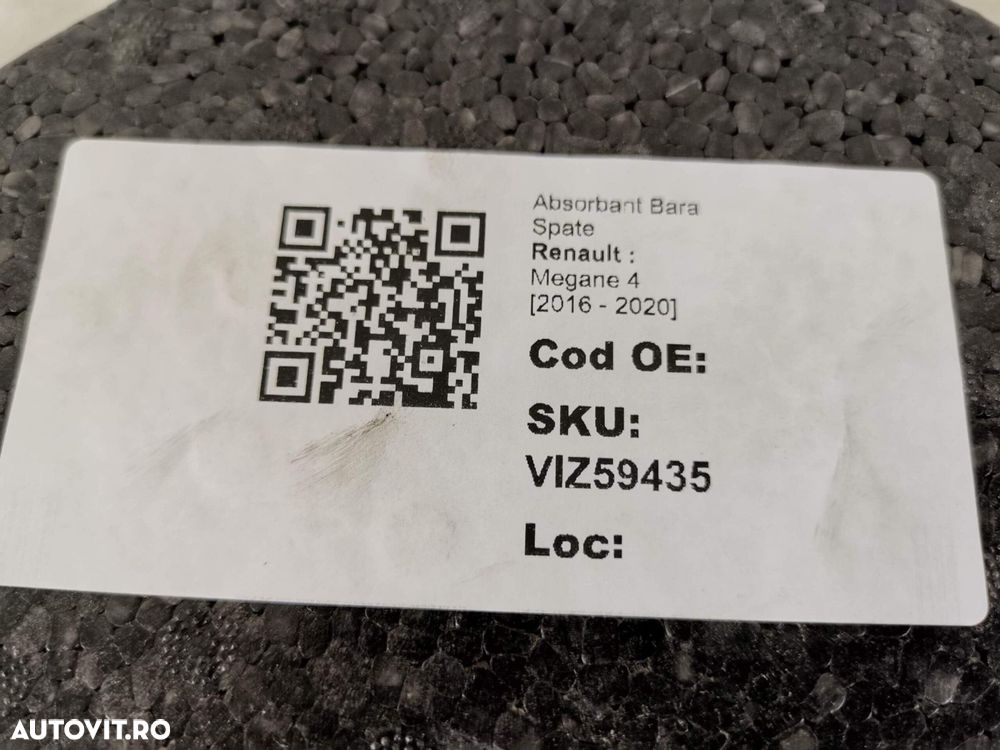 Absorbant Bara
Spate
Renault :
Megane 4
[2016 - 2020]
Cod OE:
SKU:
VIZ59435
Loc:
AUTOVIT.RO